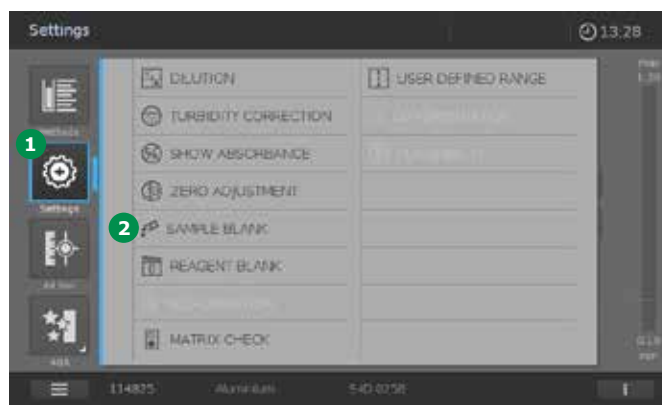 Settings
13:28
DILUTION
USER DEFINED RANGE
TURBIDITY CORRECTION
1
SHOW ABSORBANCE
ZERO ADJUSTMENT
Settings
2
SAMPLE BLANK
REAGENT BLANK
MATRIX CHECK
114825 Aluminium